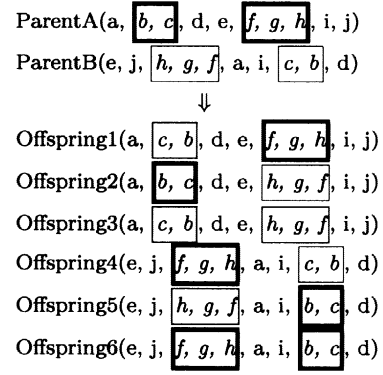 ParentA(a, b, c, d, e, f, g, h, i, j)
ParentB(e, j, h, g, f, a, i, c, b, d)
⇓
Offspring1(a, c, b, d, e, f, g, h, i, j)
Offspring2(a, b, c, d, e, h, g, f, i, j)
Offspring3(a, c, b, d, e, h, g, f, i, j)
Offspring4(e, j, f, g, h, a, i, c, b, d)
Offspring5(e, j, h, g, f, a, i, b, c, d)
Offspring6(e, j, f, g, h, a, i, b, c, d)